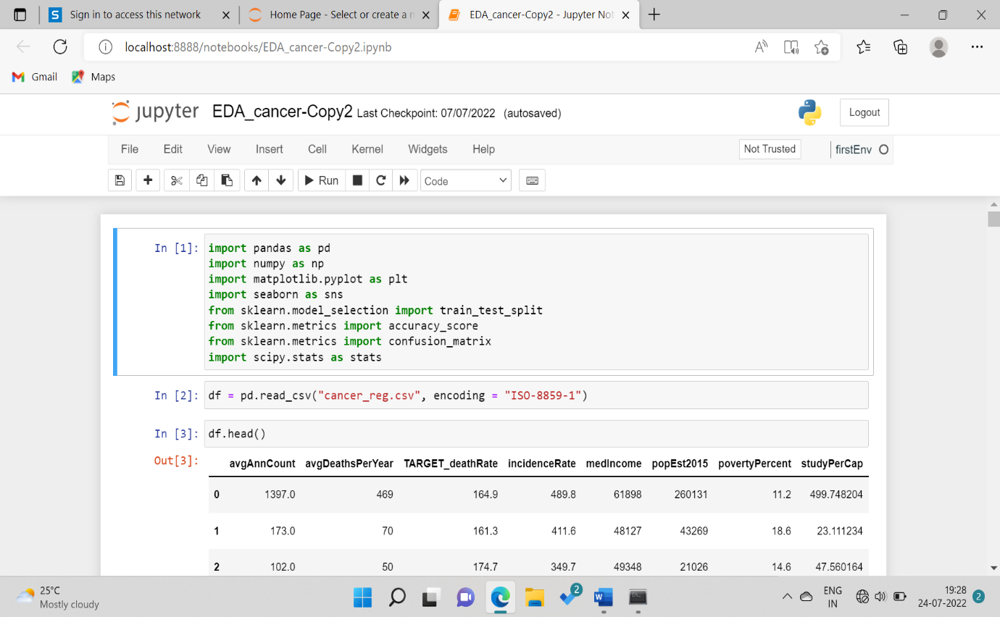 S Sign in to access this network
Home Page - Select or create a n
EDA_cancer-Copy2 - Jupyter Not
localhost:8888/notebooks/EDA_cancer-Copy2.ipynb
Gmail Maps
jupyter EDA_cancer-Copy2 Last Checkpoint: 07/07/2022 (autosaved) Logout
File Edit View Insert Cell Kernel Widgets Help Not Trusted firstEnv
Run Code
In [1]: import pandas as pd
import numpy as np
import matplotlib.pyplot as plt
import seaborn as sns
from sklearn.model_selection import train_test_split
from sklearn.metrics import accuracy_score
from sklearn.metrics import confusion_matrix
import scipy.stats as stats
In [2]: df = pd.read_csv("cancer_reg.csv", encoding = "ISO-8859-1")
In [3]: df.head()
Out[3]: avgAnnCount avgDeathsPerYear TARGET_deathRate incidenceRate medIncome popEst2015 povertyPercent studyPerCap
0 1397.0 469 164.9 489.8 61898 260131 11.2 499.748204
1 173.0 70 161.3 411.6 48127 43269 18.6 23.111234
2 102.0 50 174.7 349.7 49348 21026 14.6 47.560164
25°C
Mostly cloudy
2
W
ENG
IN
19:28
24-07-2022
2